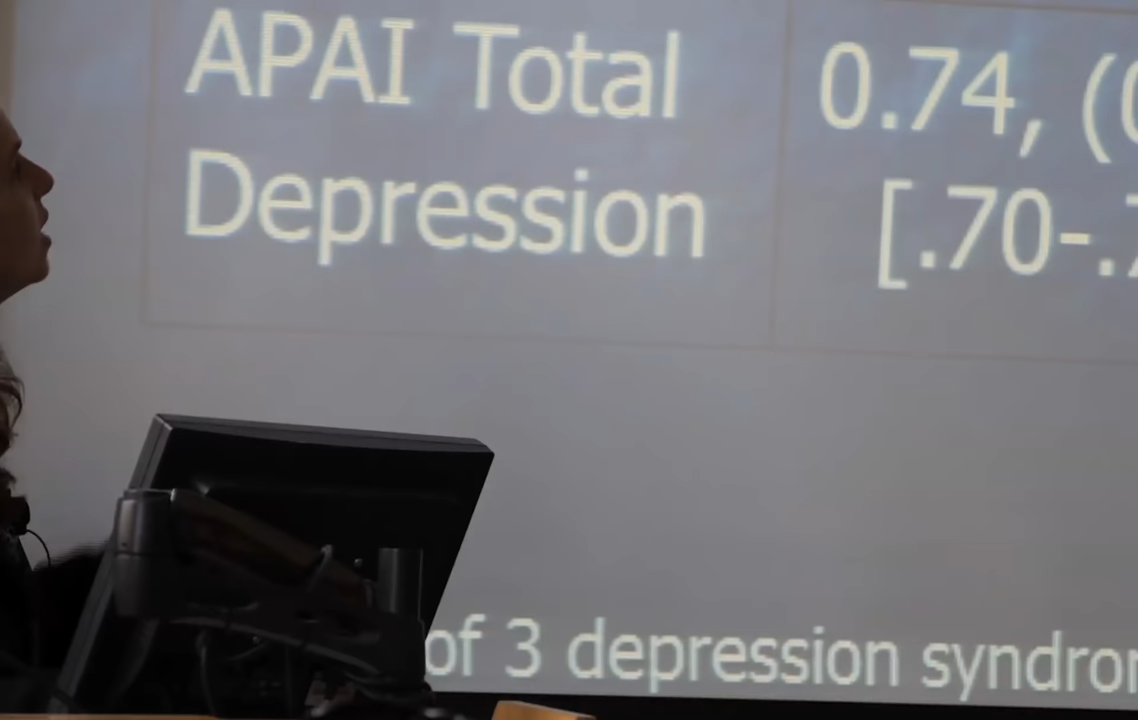 APAI Total 0.74, (
Depression [.70-.
of 3 depression